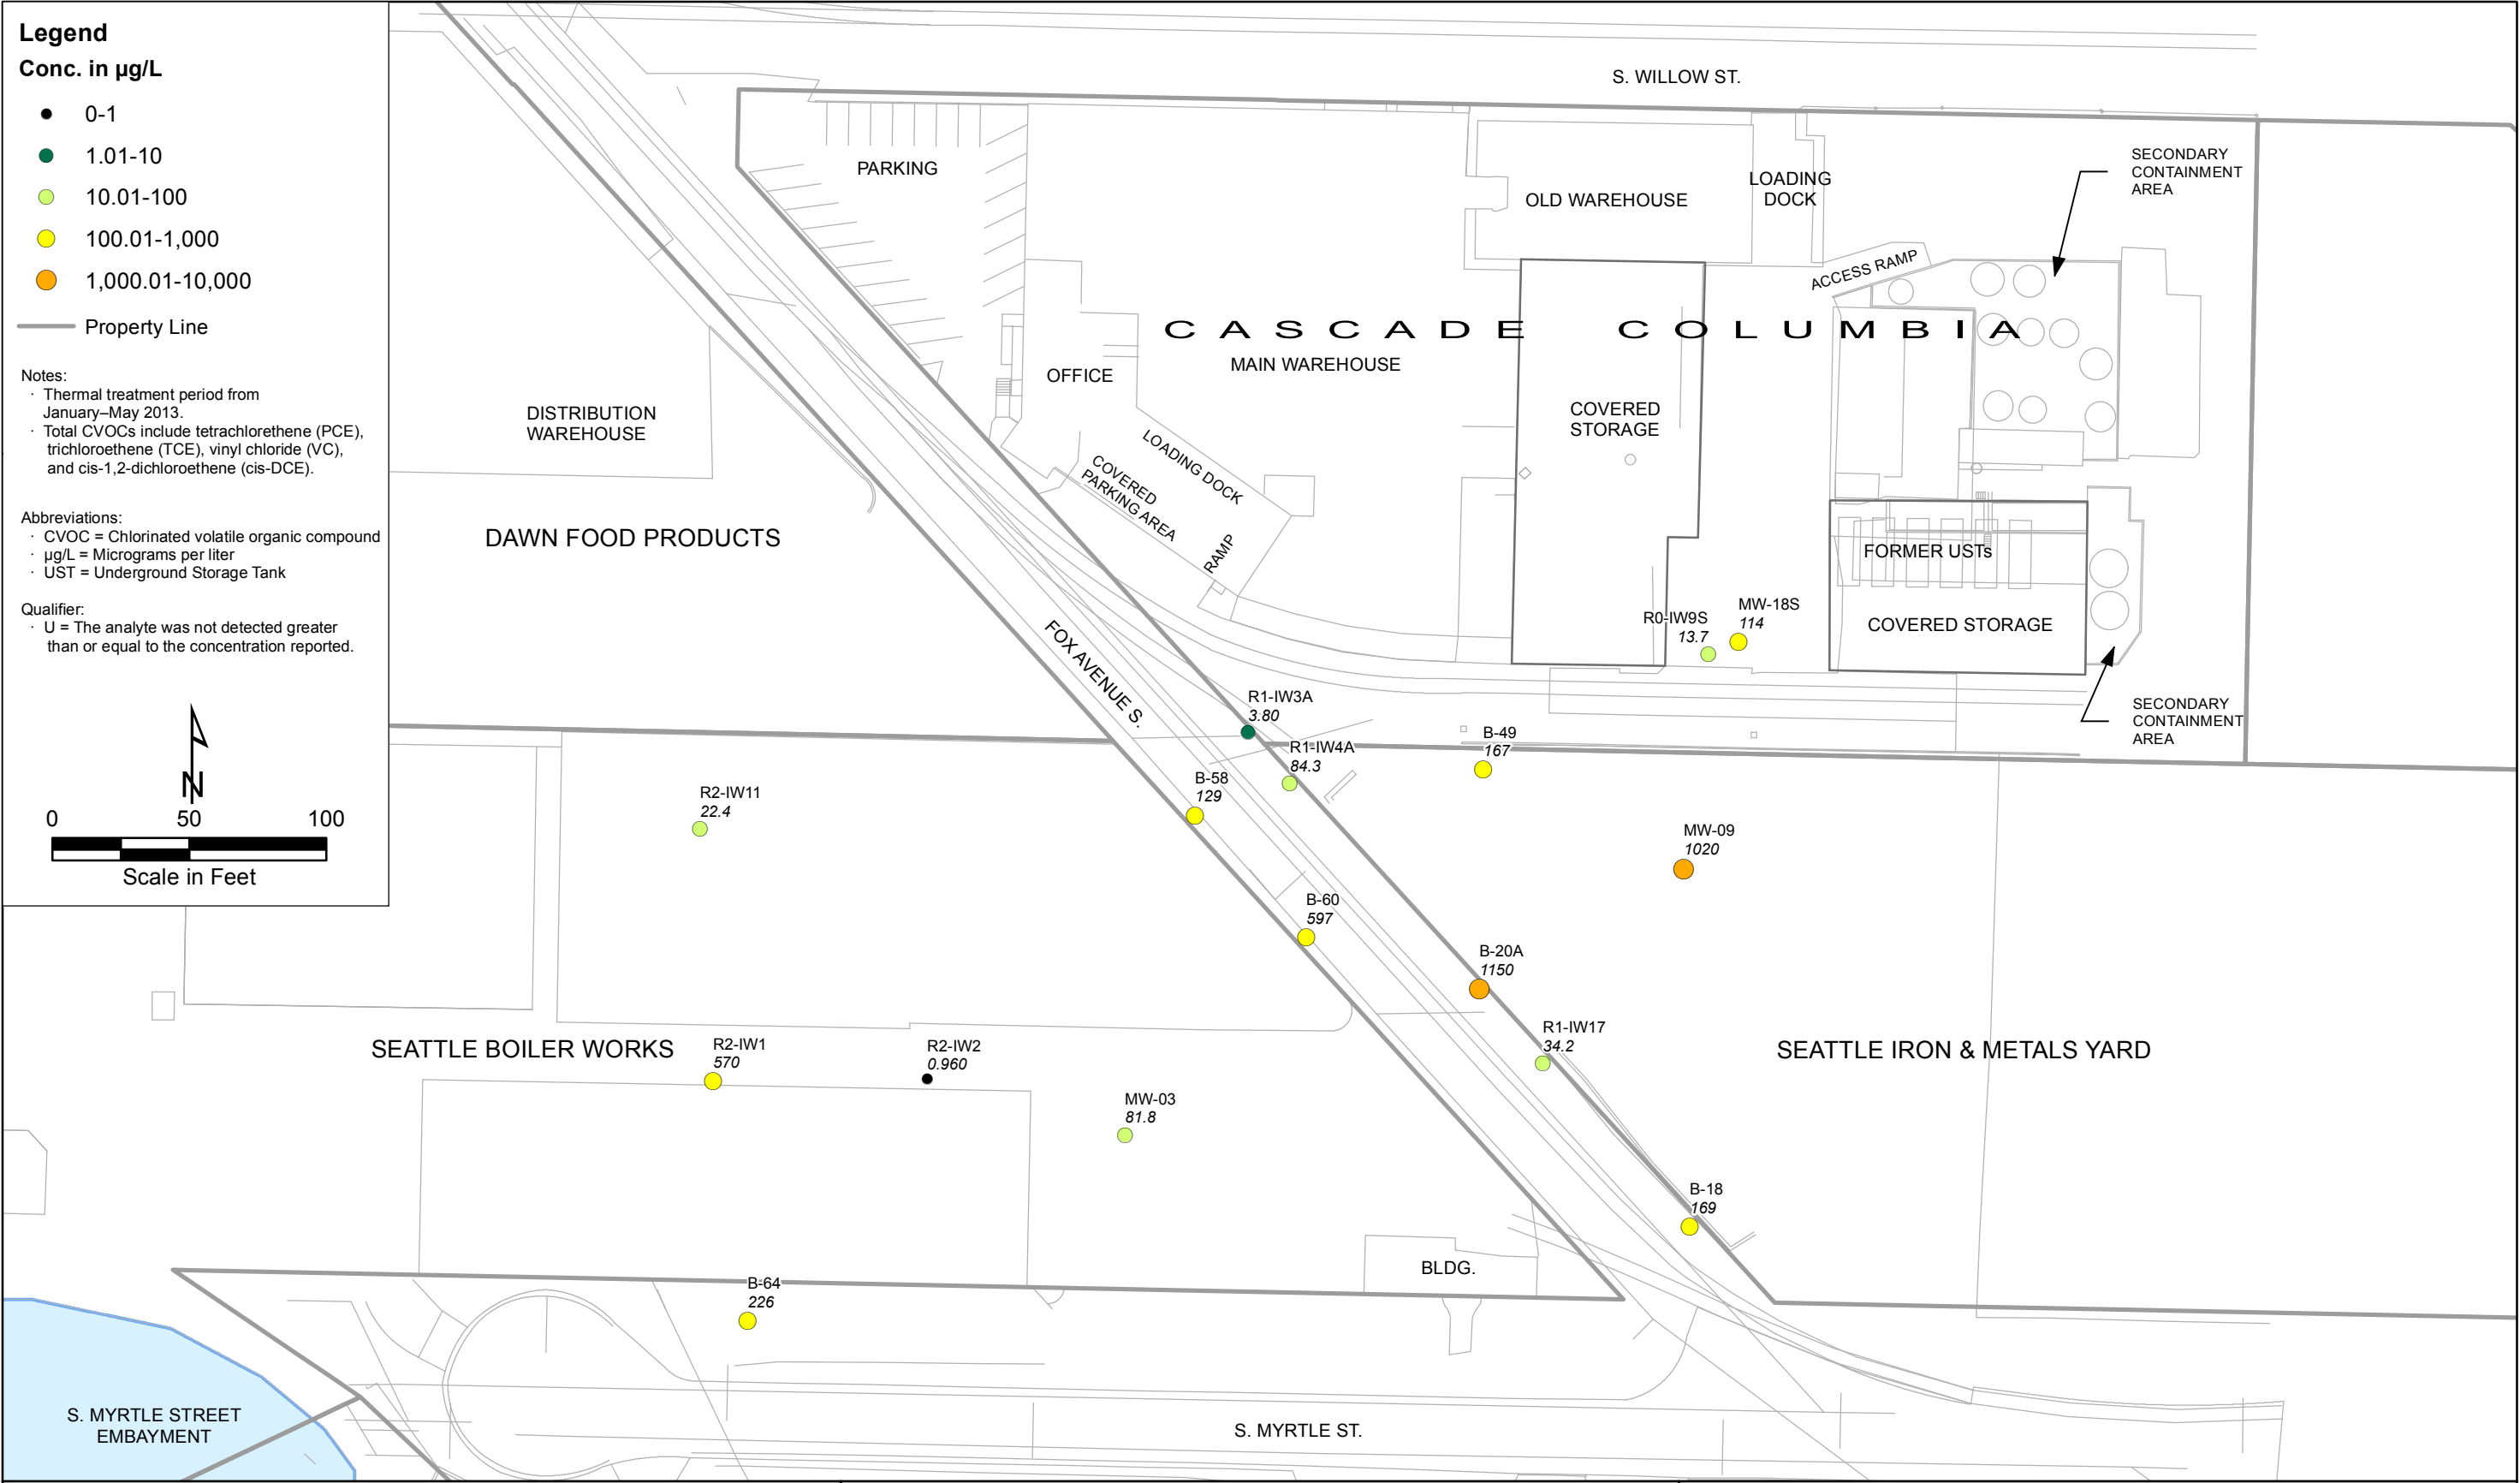 Legend
Conc. in µg/L
0-1
1.01-10
10.01-100
100.01-1,000
1,000.01-10,000
Property Line
Notes:
· Thermal treatment period from
January–May 2013.
· Total CVOCs include tetrachlorethene (PCE),
trichloroethene (TCE), vinyl chloride (VC),
and cis-1,2-dichloroethene (cis-DCE).
Abbreviations:
· CVOC = Chlorinated volatile organic compound
· µg/L = Micrograms per liter
· UST = Underground Storage Tank
Qualifier:
· U = The analyte was not detected greater
than or equal to the concentration reported.
N
0 50 100
Scale in Feet
S. WILLOW ST.
PARKING
OLD WAREHOUSE
LOADING
DOCK
SECONDARY
CONTAINMENT
AREA
ACCESS RAMP
CASCADE COLUMBIA
MAIN WAREHOUSE
OFFICE
DISTRIBUTION
WAREHOUSE
COVERED
STORAGE
LOADING DOCK
COVERED
PARKING AREA
RAMP
DAWN FOOD PRODUCTS
FORMER USTs
COVERED STORAGE
R0-IW9S
13.7
MW-18S
114
FOX AVENUE S.
SECONDARY
CONTAINMENT
AREA
R1-IW3A
3.80
R1-IW4A
84.3
B-49
167
B-58
129
R2-IW11
22.4
MW-09
1020
B-60
597
B-20A
1150
R1-IW17
34.2
SEATTLE BOILER WORKS
R2-IW1
570
R2-IW2
0.960
SEATTLE IRON & METALS YARD
MW-03
81.8
B-18
169
BLDG.
B-64
226
S. MYRTLE STREET
EMBAYMENT
S. MYRTLE ST.